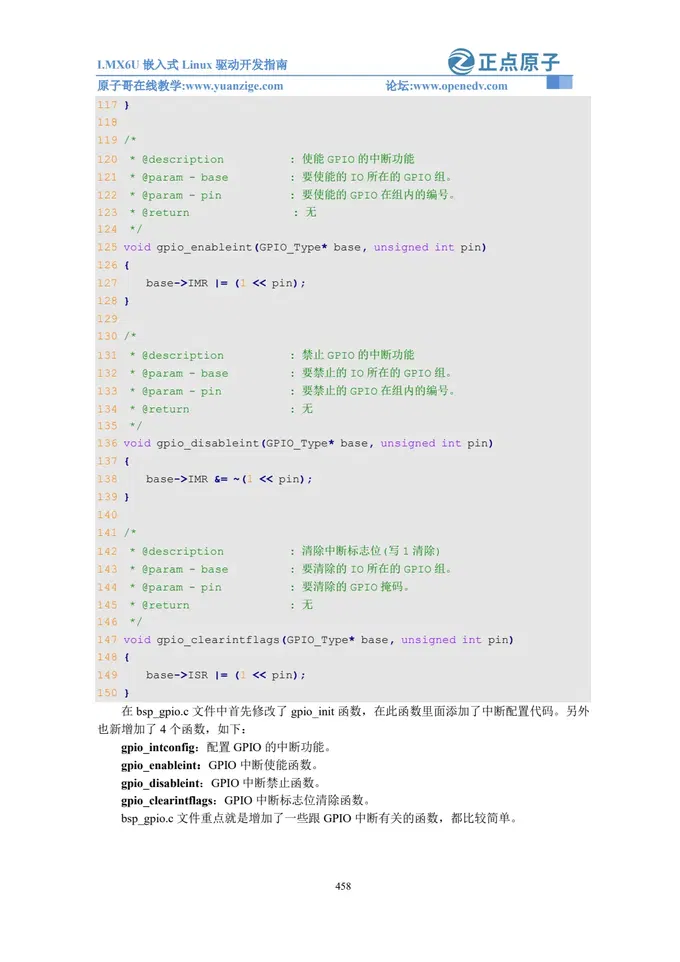 I.MX6U 嵌入式 Linux 驱动开发指南
正点原子
原子哥在线教学:www.yuanzige.com 论坛:www.openedv.com
117 }
118
119 /*
120 * @description : 使能 GPIO 的中断功能
121 * @param - base : 要使能的 IO 所在的 GPIO 组。
122 * @param - pin : 要使能的 GPIO 在组内的编号。
123 * @return : 无
124 */
125 void gpio_enableint(GPIO_Type* base, unsigned int pin)
126 {
127 base->IMR |= (1 << pin);
128 }
129
130 /*
131 * @description : 禁止 GPIO 的中断功能
132 * @param - base : 要禁止的 IO 所在的 GPIO 组。
133 * @param - pin : 要禁止的 GPIO 在组内的编号。
134 * @return : 无
135 */
136 void gpio_disableint(GPIO_Type* base, unsigned int pin)
137 {
138 base->IMR &= ~(1 << pin);
139 }
140
141 /*
142 * @description : 清除中断标志位(写 1 清除)
143 * @param - base : 要清除的 IO 所在的 GPIO 组。
144 * @param - pin : 要清除的 GPIO 掩码。
145 * @return : 无
146 */
147 void gpio_clearintflags(GPIO_Type* base, unsigned int pin)
148 {
149 base->ISR |= (1 << pin);
150 }
在 bsp_gpio.c 文件中首先修改了 gpio_init 函数，在此函数里面添加了中断配置代码。另外
也新增加了 4 个函数，如下：
gpio_intconfig：配置 GPIO 的中断功能。
gpio_enableint：GPIO 中断使能函数。
gpio_disableint：GPIO 中断禁止函数。
gpio_clearintflags：GPIO 中断标志位清除函数。
bsp_gpio.c 文件重点就是增加了一些跟 GPIO 中断有关的函数，都比较简单。
458